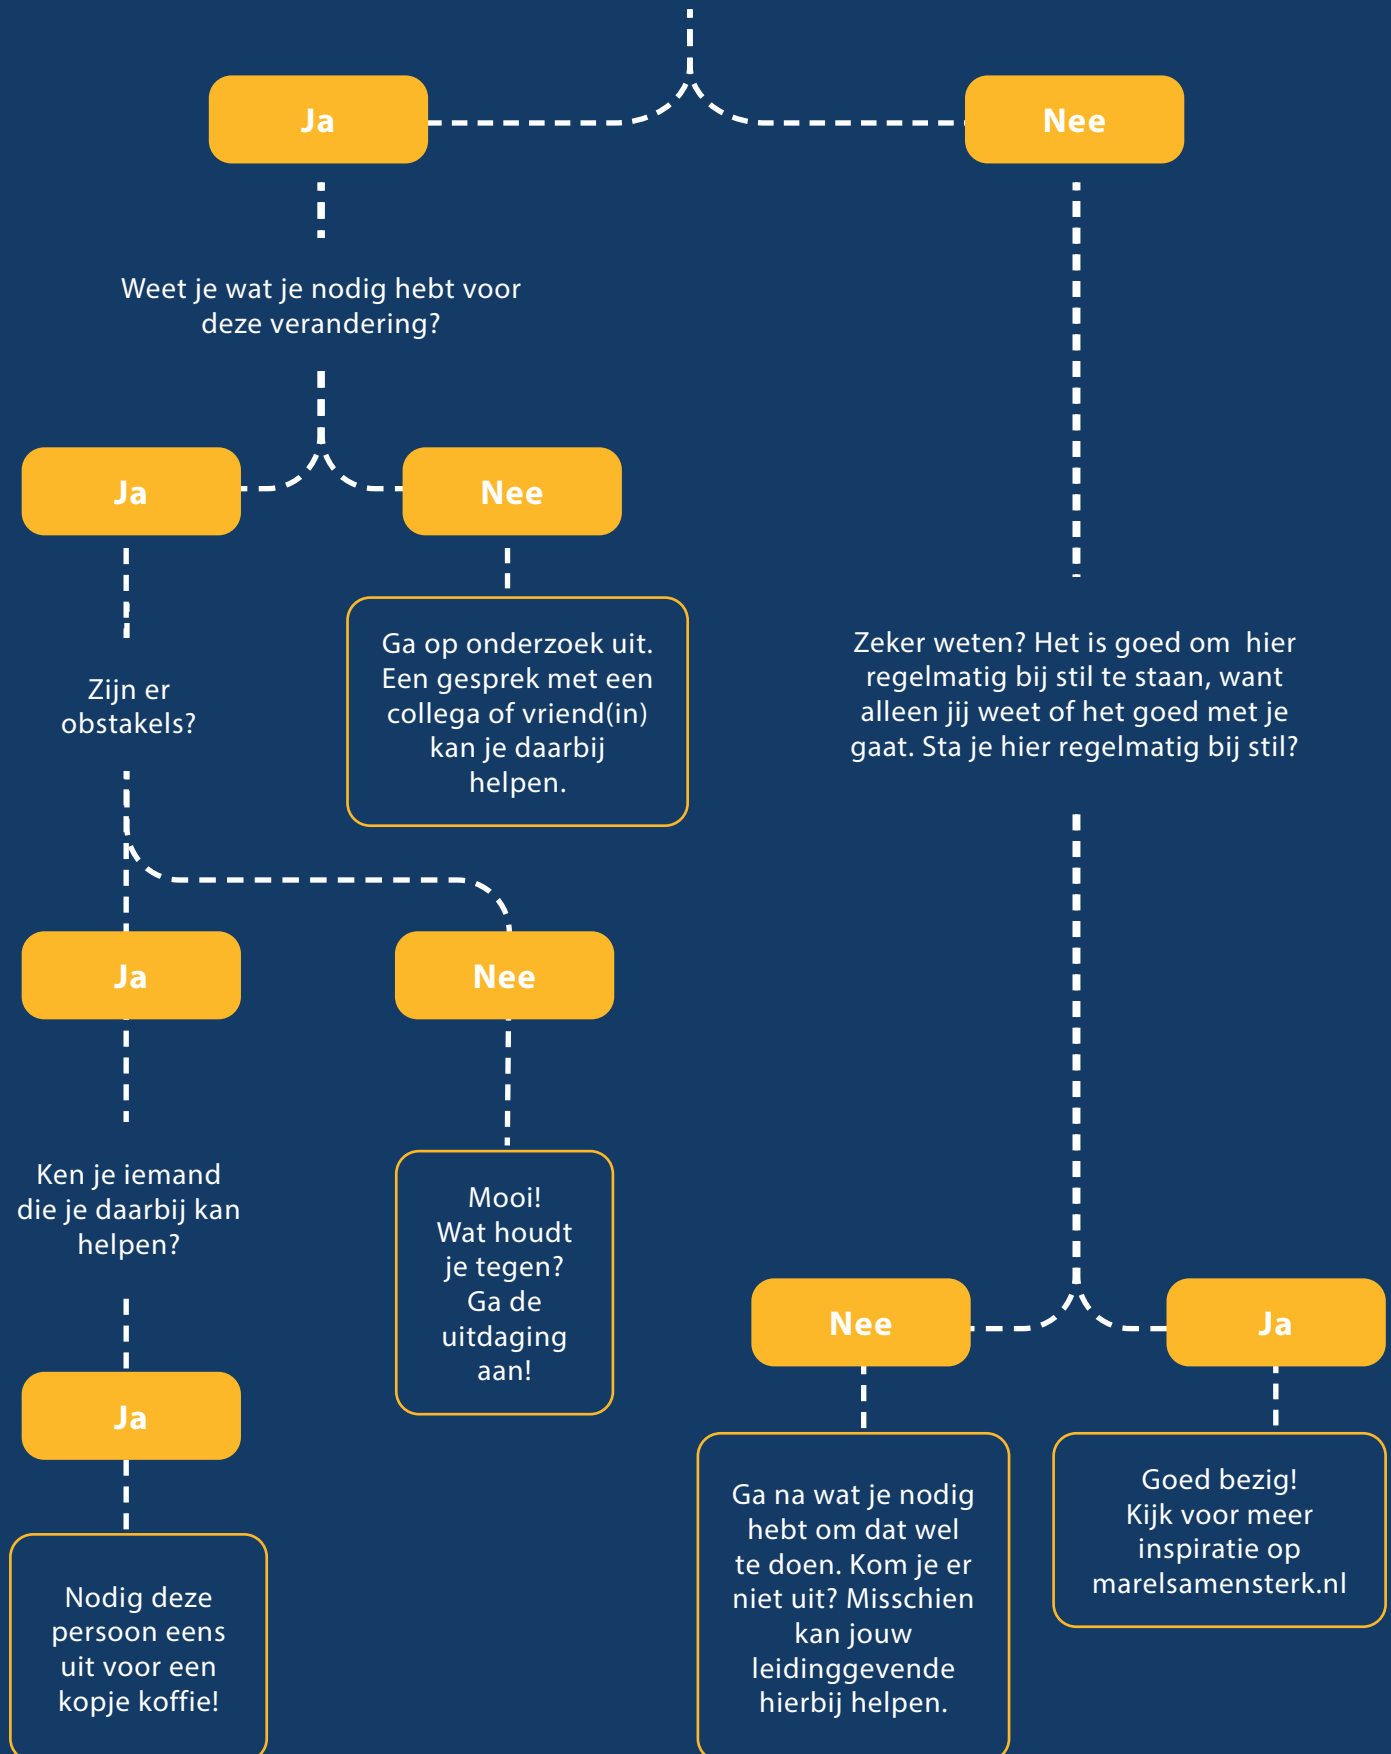 Ja
Nee
Weet je wat je nodig hebt voor
deze verandering?
Ja
Nee
Ga op onderzoek uit.
Een gesprek met een
collega of vriend(in)
kan je daarbij
helpen.
Zijn er
obstakels?
Ja
Nee
Ken je iemand
die je daarbij kan
helpen?
Mooi!
Wat houdt
je tegen?
Ga de
uitdaging
aan!
Ja
Nodig deze
persoon eens
uit voor een
kopje koffie!
Zeker weten? Het is goed om  hier
regelmatig bij stil te staan, want
alleen jij weet of het goed met je
gaat. Sta je hier regelmatig bij stil?
Nee
Ja
Ga na wat je nodig
hebt om dat wel
te doen. Kom je er
niet uit? Misschien
kan jouw
leidinggevende
hierbij helpen.
Goed bezig!
Kijk voor meer
inspiratie op
marelsamensterk.nl